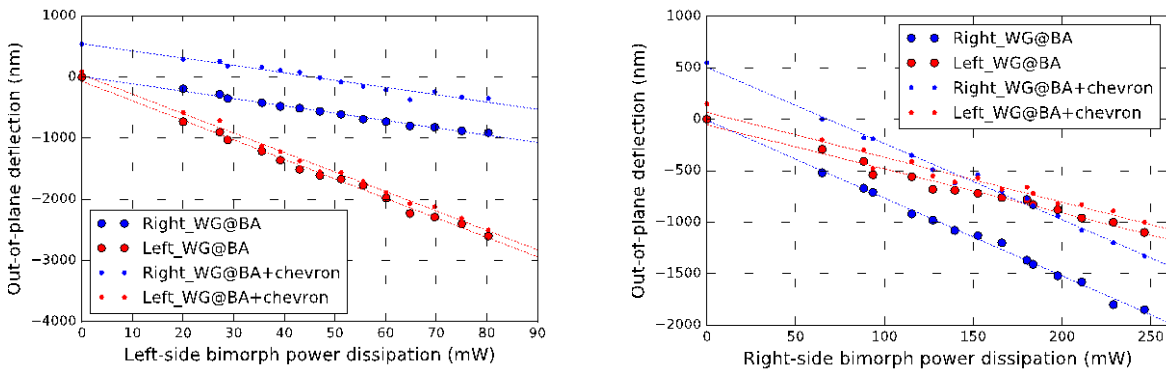 1000
0
−1000
−2000
−3000
−4000
Out-of-plane deflection (nm)
Right_WG@BA
Left_WG@BA
Right_WG@BA+chevron
Left_WG@BA+chevron
0 10 20 30 40 50 60 70 80 90
Left-side bimorph power dissipation (mW)
1000
500
0
−500
−1000
−1500
−2000
Out-of-plane deflection (nm)
Right_WG@BA
Left_WG@BA
Right_WG@BA+chevron
Left_WG@BA+chevron
0 50 100 150 200 250
Right-side bimorph power dissipation (mW)